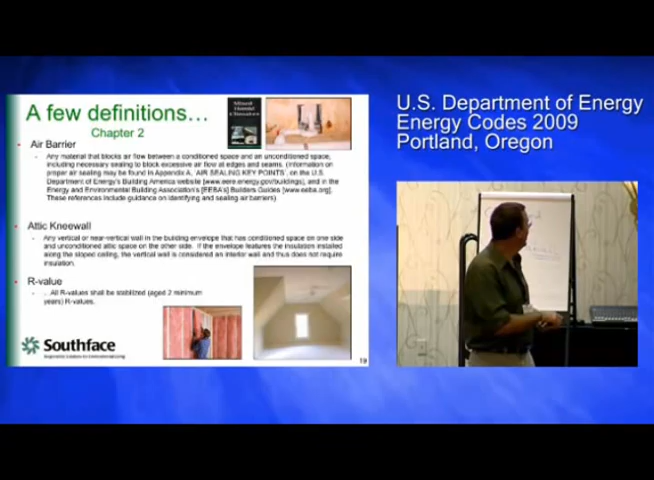 A few definitions…
Chapter 2
Air Barrier
Any material that blocks air flow between a conditioned space and an unconditioned space,
including necessary sealing to block excessive air flow at edges and seams. (Information on
proper air sealing may be found in Appendix A, 'AIR SEALING KEY POINTS', on the U.S.
Department of Energy's Building America website [www.eere.energy.gov/buildings], and in the
Energy and Environmental Building Association's [EEBA's] Builders Guides [www.eeba.org].
These references include guidance on identifying and sealing air barriers)
Attic Kneewall
Any vertical or near-vertical wall in the building envelope that has conditioned space on one side
and unconditioned attic space on the other side. If the envelope features the insulation installed
along the sloped ceiling, the vertical wall is considered an interior wall and thus does not require
insulation.
R-value
… All R-values shall be stabilized (aged 2 minimum
years) R-values.
Southface
19
U.S. Department of Energy
Energy Codes 2009
Portland, Oregon